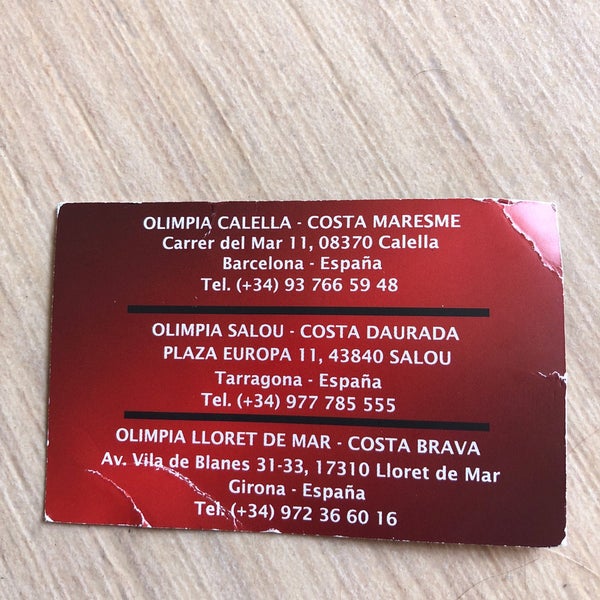 OLIMPIA CALELLA - COSTA MARESME
Carrer del Mar 11, 08370 Calella
Barcelona - España
Tel. (+34) 93 766 59 48
OLIMPIA SALOU - COSTA DAURADA
PLAZA EUROPA 11, 43840 SALOU
Tarragona - España
Tel. (+34) 977 785 555
OLIMPIA LLORET DE MAR - COSTA BRAVA
Av. Vila de Blanes 31-33, 17310 Lloret de Mar
Girona - España
Tel. (+34) 972 36 60 16